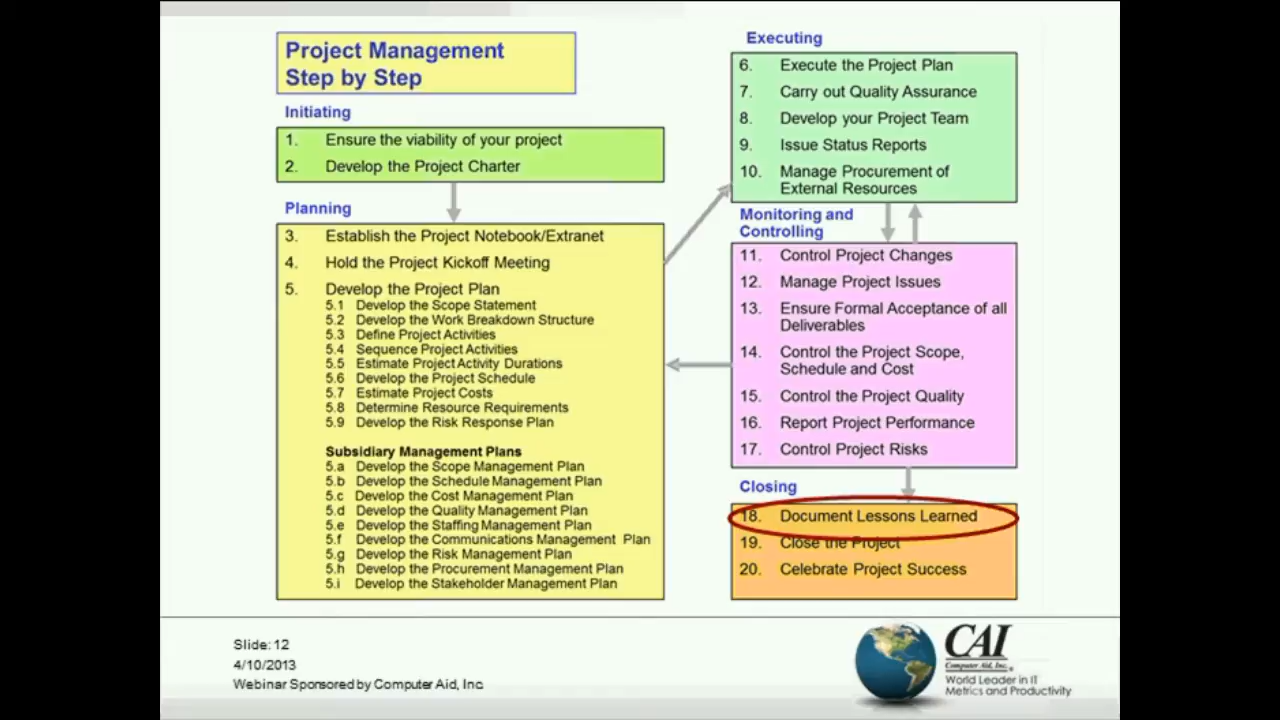 Project Management
Step by Step
Initiating
1. Ensure the viability of your project
2. Develop the Project Charter
Planning
3. Establish the Project Notebook/Extranet
4. Hold the Project Kickoff Meeting
5. Develop the Project Plan
5.1 Develop the Scope Statement
5.2 Develop the Work Breakdown Structure
5.3 Define Project Activities
5.4 Sequence Project Activities
5.5 Estimate Project Activity Durations
5.6 Develop the Project Schedule
5.7 Estimate Project Costs
5.8 Determine Resource Requirements
5.9 Develop the Risk Response Plan
Subsidiary Management Plans
5.a Develop the Scope Management Plan
5.b Develop the Schedule Management Plan
5.c Develop the Cost Management Plan
5.d Develop the Quality Management Plan
5.e Develop the Staffing Management Plan
5.f Develop the Communications Management Plan
5.g Develop the Risk Management Plan
5.h Develop the Procurement Management Plan
5.i Develop the Stakeholder Management Plan
Executing
6. Execute the Project Plan
7. Carry out Quality Assurance
8. Develop your Project Team
9. Issue Status Reports
10. Manage Procurement of
External Resources
Monitoring and
Controlling
11. Control Project Changes
12. Manage Project Issues
13. Ensure Formal Acceptance of all
Deliverables
14. Control the Project Scope,
Schedule and Cost
15. Control the Project Quality
16. Report Project Performance
17. Control Project Risks
Closing
18. Document Lessons Learned
19. Close the Project
20. Celebrate Project Success
Slide: 12
4/10/2013
Webinar Sponsored by Computer Aid, Inc.
CAI
Computer Aid, Inc.®
World Leader in IT
Metrics and Productivity